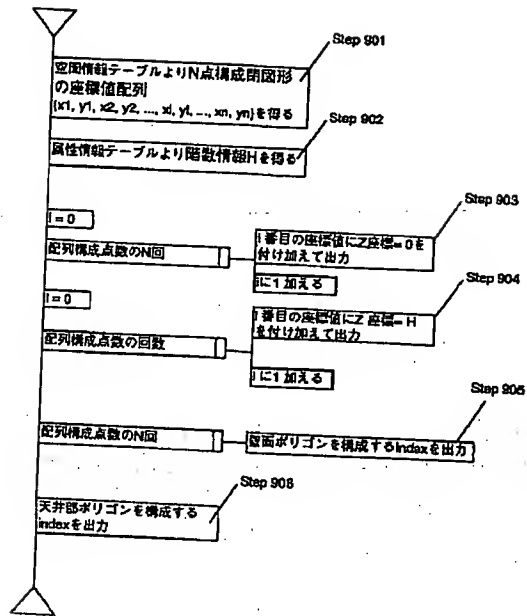 Step 901
空間情報テーブルよりN点構成閉図形
の座標値配列
{x1, y1, x2, y2, ..., xi, yi, ..., xn, yn}を得る
Step 902
属性情報テーブルより階数情報Hを得る
i = 0
Step 903
配列構成点数のN回
i 番目の座標値にZ座標= 0を
付け加えて出力
iに1 加える
i = 0
Step 904
配列構成点数の回数
i 番目の座標値にZ 座標= H
を付け加えて出力
i に1 加える
Step 905
配列構成点数のN回
壁面ポリゴンを構成するindexを出力
Step 906
天井部ポリゴンを構成する
indexを出力